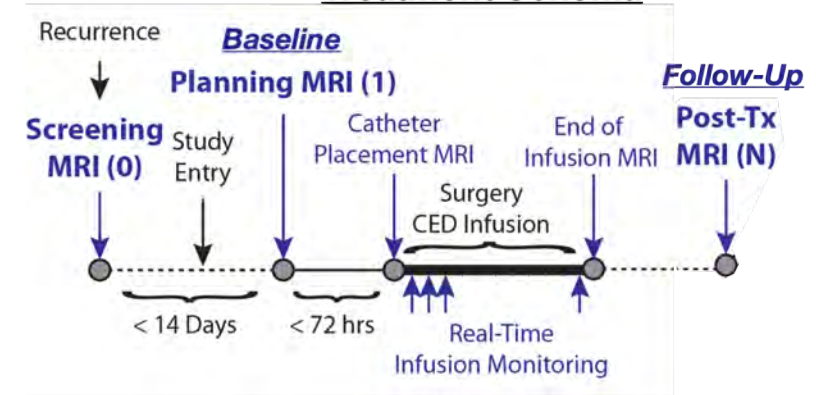 Recurrence
Baseline
Planning MRI (1)
Follow-Up
Screening
MRI (0)
Study
Entry
Catheter
Placement MRI
End of
Infusion MRI
Post-Tx
MRI (N)
Surgery
CED Infusion
< 14 Days
< 72 hrs
Real-Time
Infusion Monitoring